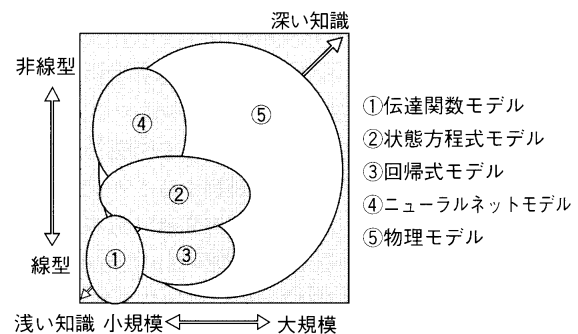 深い知識
非線型
④
⑤
②
①
③
線型
浅い知識 小規模 大規模
①伝達関数モデル
②状態方程式モデル
③回帰式モデル
④ニューラルネットモデル
⑤物理モデル